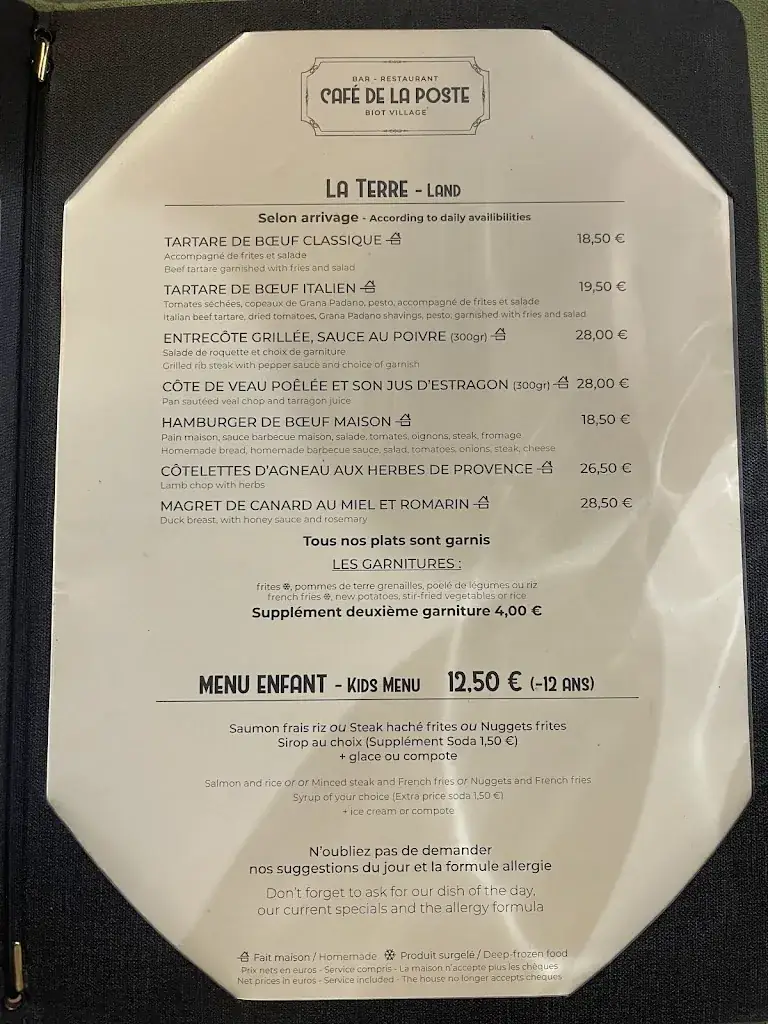 BAR - RESTAURANT
CAFÉ DE LA POSTE
BIOT VILLAGE
LA TERRE - LAND
Selon arrivage - According to daily availibilities
TARTARE DE BŒUF CLASSIQUE 18,50 €
Accompagné de frites et salade
Beef tartare garnished with fries and salad
TARTARE DE BŒUF ITALIEN 19,50 €
Tomates séchées, copeaux de Grana Padano, pesto, accompagné de frites et salade
Italian beef tartare, dried tomatoes, Grana Padano shavings, pesto, garnished with fries and salad
ENTRECÔTE GRILLÉE, SAUCE AU POIVRE (300gr) 28,00 €
Salade de roquette et choix de garniture
Grilled rib steak with pepper sauce and choice of garnish
CÔTE DE VEAU POÊLÉE ET SON JUS D'ESTRAGON (300gr) 28,00 €
Pan sautéed veal chop and tarragon juice
HAMBURGER DE BŒUF MAISON 18,50 €
Pain maison, sauce barbecue maison, salade, tomates, oignons, steak, fromage
Homemade bread, homemade barbecue sauce, salad, tomatoes, onions, steak, cheese
CÔTELETTES D'AGNEAU AUX HERBES DE PROVENCE 26,50 €
Lamb chop with herbs
MAGRET DE CANARD AU MIEL ET ROMARIN 28,50 €
Duck breast, with honey sauce and rosemary
Tous nos plats sont garnis
LES GARNITURES :
frites ❄, pommes de terre grenailles, poelé de légumes ou riz
french fries ❄, new potatoes, stir-fried vegetables or rice
Supplément deuxième garniture 4,00 €
MENU ENFANT - KIDS MENU 12,50 € (-12 ANS)
Saumon frais riz ou Steak haché frites ou Nuggets frites
Sirop au choix (Supplément Soda 1,50 €)
+ glace ou compote
Salmon and rice or or Minced steak and French fries or Nuggets and French fries
Syrup of your choice (Extra price soda 1,50 €)
+ ice cream or compote
N'oubliez pas de demander
nos suggestions du jour et la formule allergie
Don't forget to ask for our dish of the day,
our current specials and the allergy formula
Fait maison / Homemade ❄ Produit surgelé / Deep-frozen food
Prix nets en euros - Service compris - La maison n'accepte plus les chèques
Net prices in euros - Service included - The house no longer accepts cheques